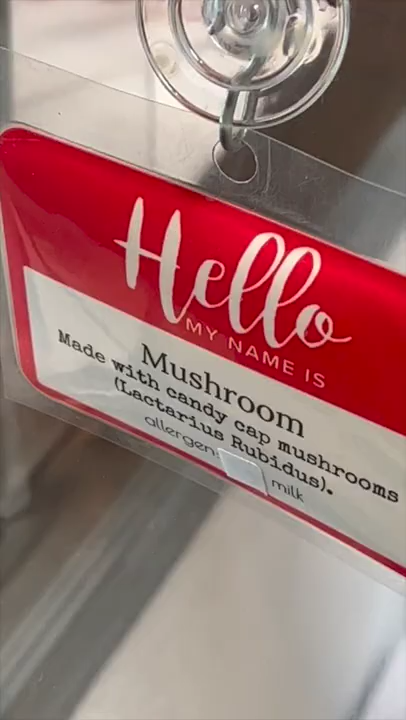 Hello
MY NAME IS
Mushroom
Made with candy cap mushrooms
(Lactarius Rubidus).
allergen milk